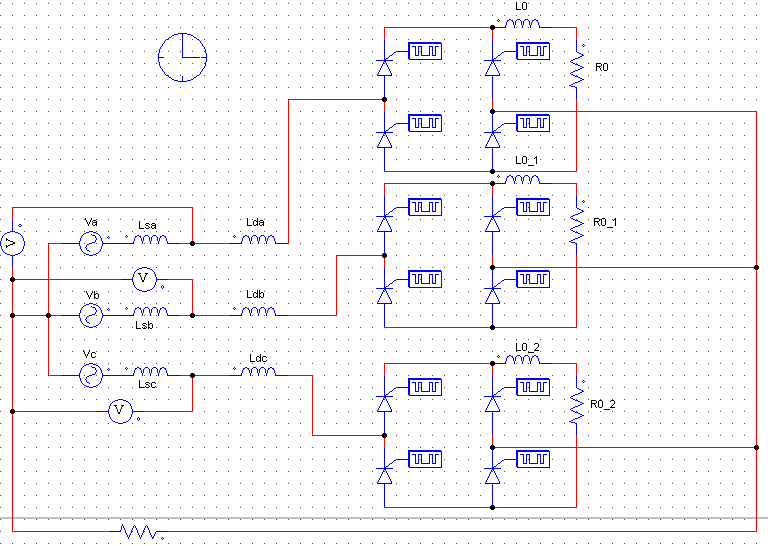 L0
R0
L0_1
R0_1
Va
Lsa
Lda
V
V
Vb
Lsb
Ldb
Vc
Lsc
Ldc
V
L0_2
R0_2